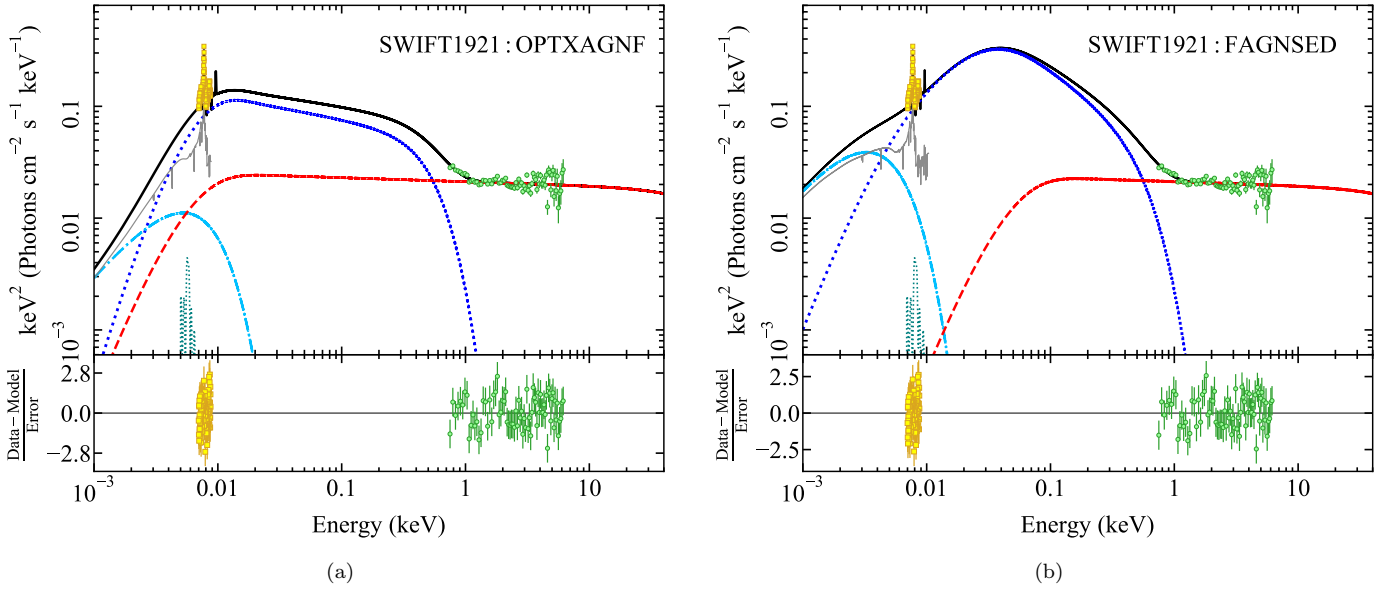 SWIFT1921 : OPTXAGNF
keV² (Photons cm⁻² s⁻¹ keV⁻¹)
0.1
0.01
10⁻³
Data−Model
Error
2.8
0.0
−2.8
10⁻³ 0.01 0.1 1 10
Energy (keV)
(a)
SWIFT1921 : FAGNSED
keV² (Photons cm⁻² s⁻¹ keV⁻¹)
0.1
0.01
10⁻³
Data−Model
Error
2.5
0.0
−2.5
10⁻³ 0.01 0.1 1 10
Energy (keV)
(b)